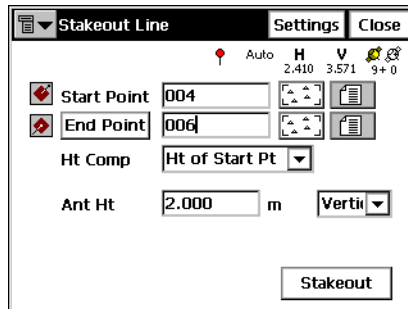 Stakeout Line Settings Close
Auto H V
2.410 3.571 9+0
Start Point 004
End Point 006
Ht Comp Ht of Start Pt
Ant Ht 2.000 m Verti
Stakeout